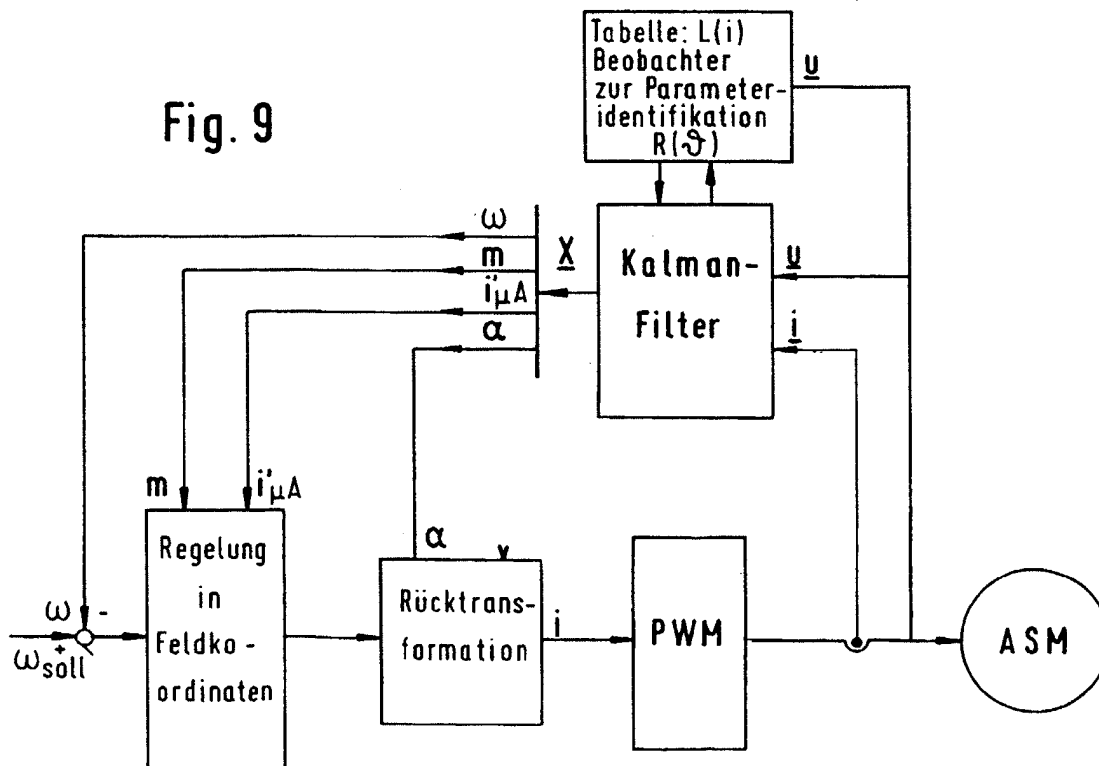 Fig. 9
Tabelle: L(i)
Beobachter
zur Parameter-
identifikation
R(ϑ)
u
Kalman-
Filter
u
i
X
ω
m
i'μA
α
m
i'μA
Regelung
in
Feldko-
ordinaten
ω -
+
ωsoll
α
Rücktrans-
formation
i
PWM
ASM